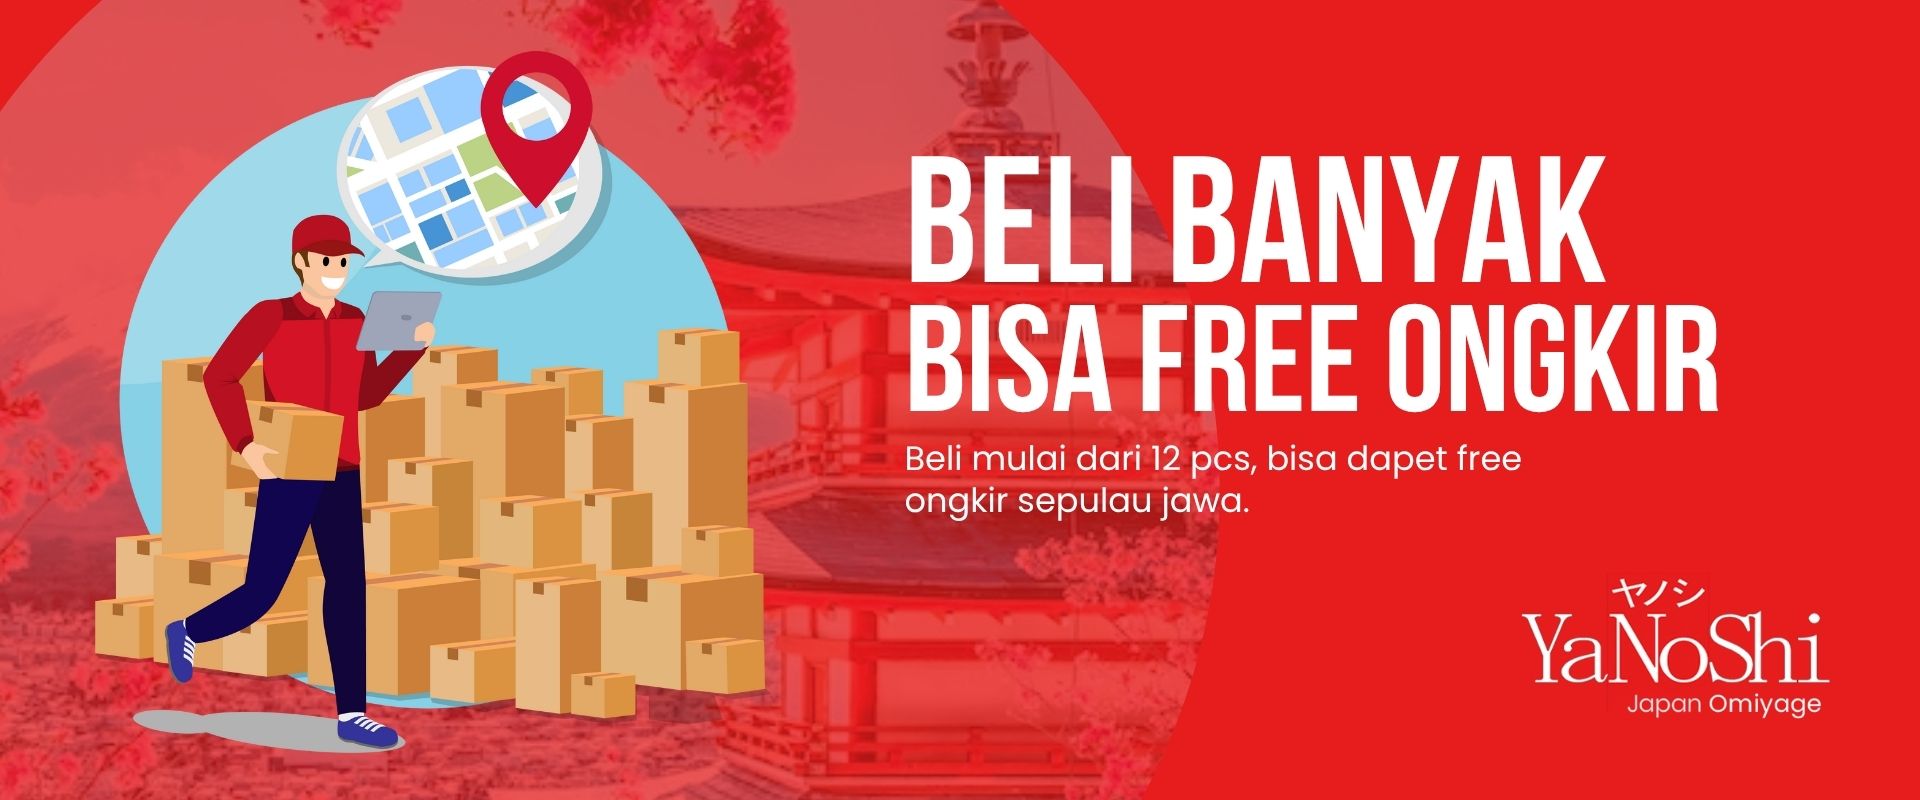 BELI BANYAK
BISA FREE ONGKIR
Beli mulai dari 12 pcs, bisa dapet free
ongkir sepulau jawa.
ヤノシ
YaNoShi
Japan Omiyage